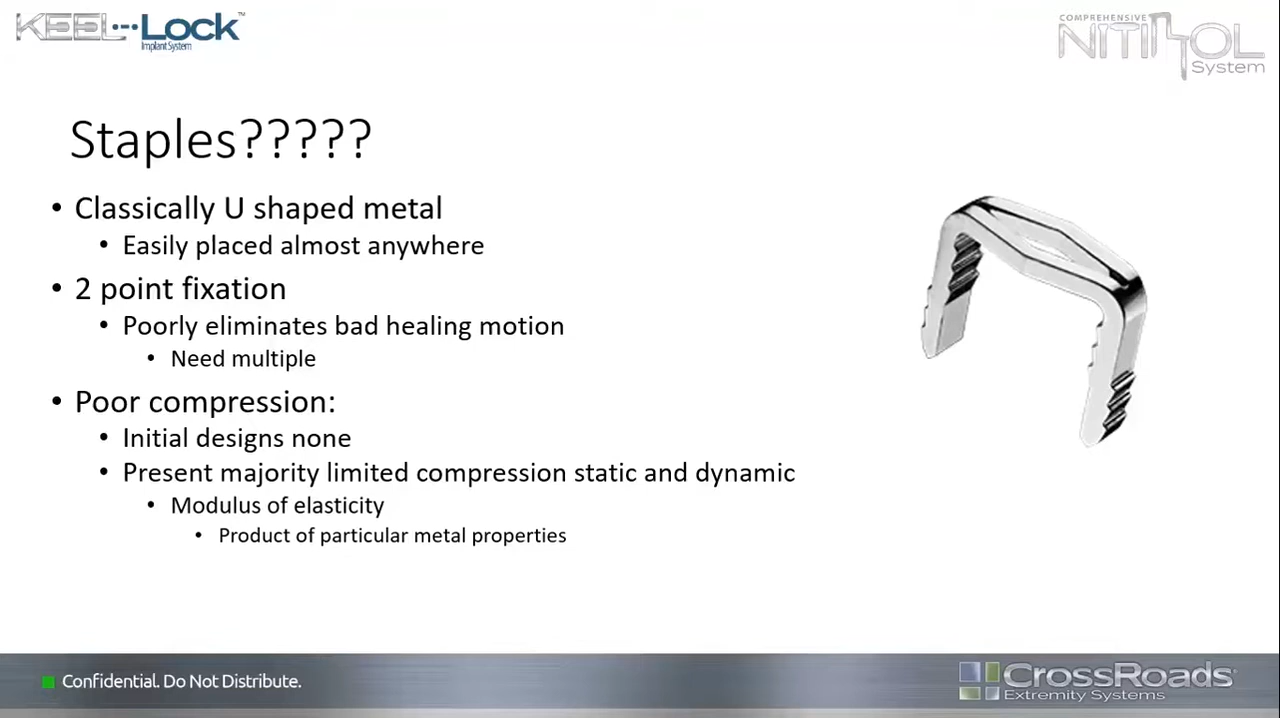 KEEL-Lock™
Implant System
COMPREHENSIVE
NITINOL
System
Staples?????
• Classically U shaped metal
• Easily placed almost anywhere
• 2 point fixation
• Poorly eliminates bad healing motion
• Need multiple
• Poor compression:
• Initial designs none
• Present majority limited compression static and dynamic
• Modulus of elasticity
• Product of particular metal properties
Confidential. Do Not Distribute.
CrossRoads
Extremity Systems